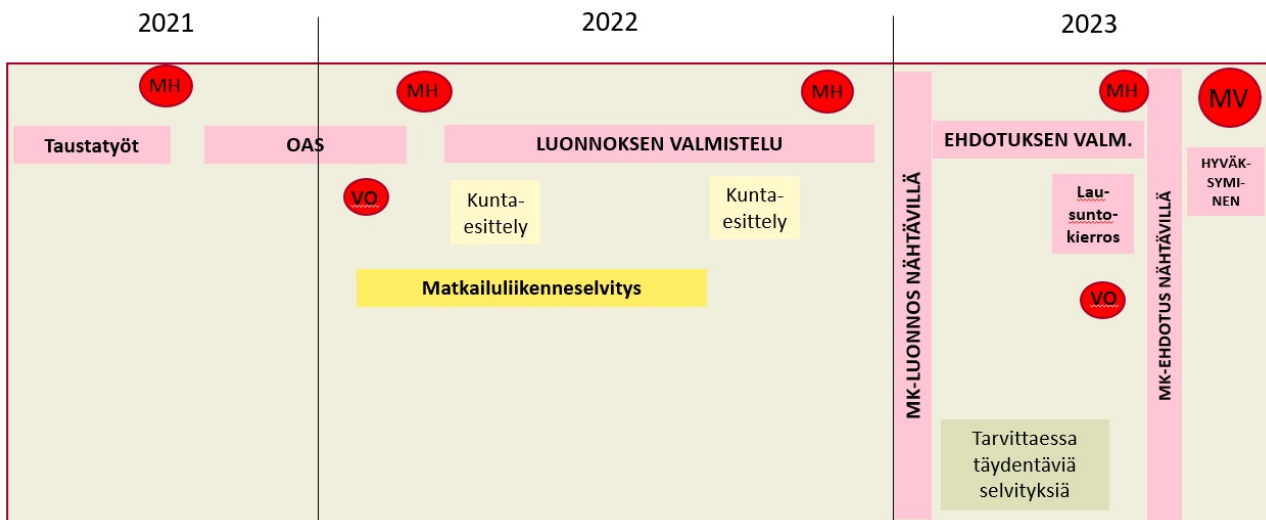 2021
2022
2023
MH
MH
MH
MH
MV
Taustatyöt
OAS
LUONNOKSEN VALMISTELU
MK-LUONNOS NÄHTÄVILLÄ
EHDOTUKSEN VALM.
MK-EHDOTUS NÄHTÄVILLÄ
HYVÄK-
SYMI-
NEN
VO
Kunta-
esittely
Kunta-
esittely
Lau-
sunto-
kierros
Matkailuliikenneselvitys
VO
Tarvittaessa
täydentäviä
selvityksiä